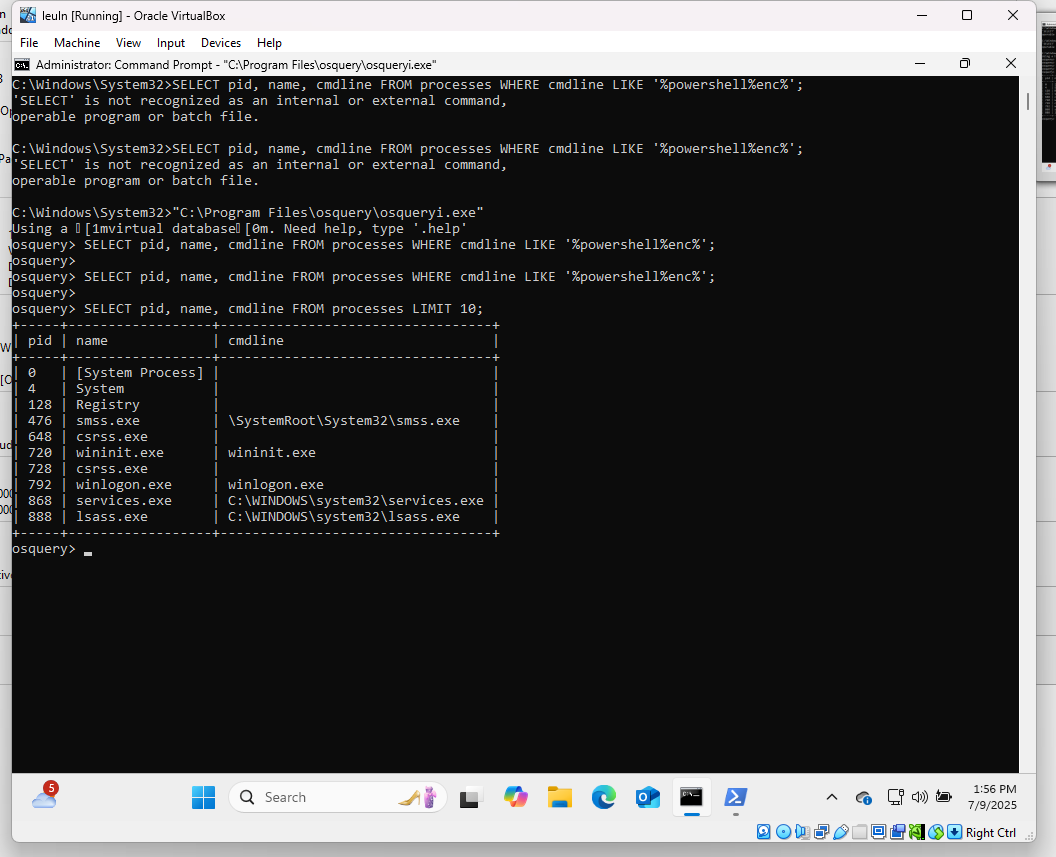 leuln [Running] - Oracle VirtualBox
File Machine View Input Devices Help
Administrator: Command Prompt - "C:\Program Files\osquery\osqueryi.exe"
C:\Windows\System32>SELECT pid, name, cmdline FROM processes WHERE cmdline LIKE '%powershell%enc%';
'SELECT' is not recognized as an internal or external command,
operable program or batch file.
C:\Windows\System32>SELECT pid, name, cmdline FROM processes WHERE cmdline LIKE '%powershell%enc%';
'SELECT' is not recognized as an internal or external command,
operable program or batch file.
C:\Windows\System32>"C:\Program Files\osquery\osqueryi.exe"
Using a [1mvirtual database[0m. Need help, type '.help'
osquery> SELECT pid, name, cmdline FROM processes WHERE cmdline LIKE '%powershell%enc%';
osquery>
osquery> SELECT pid, name, cmdline FROM processes WHERE cmdline LIKE '%powershell%enc%';
osquery>
osquery> SELECT pid, name, cmdline FROM processes LIMIT 10;
+-----+------------------+----------------------------------+
| pid | name | cmdline |
+-----+------------------+----------------------------------+
| 0 | [System Process] | |
| 4 | System | |
| 128 | Registry | |
| 476 | smss.exe | \SystemRoot\System32\smss.exe |
| 648 | csrss.exe | |
| 720 | wininit.exe | wininit.exe |
| 728 | csrss.exe | |
| 792 | winlogon.exe | winlogon.exe |
| 868 | services.exe | C:\WINDOWS\system32\services.exe |
| 888 | lsass.exe | C:\WINDOWS\system32\lsass.exe |
+-----+------------------+----------------------------------+
osquery> _
5
Search
1:56 PM
7/9/2025
Right Ctrl